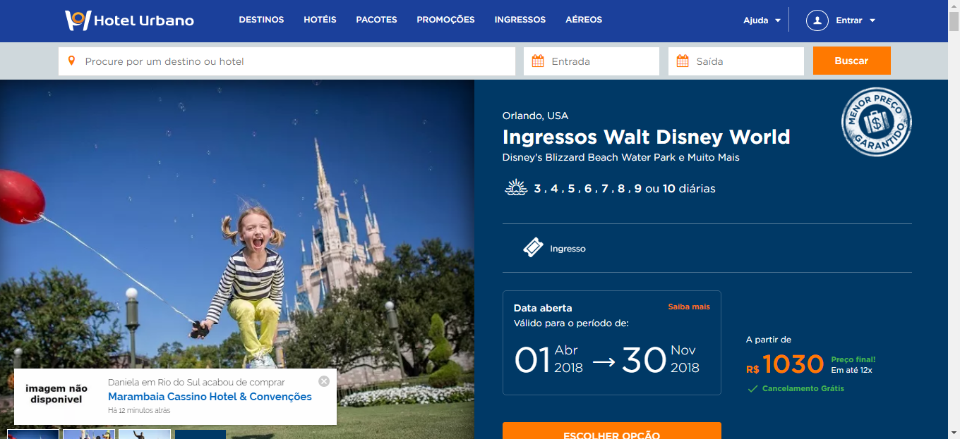 Hotel Urbano
DESTINOS HOTÉIS PACOTES PROMOÇÕES INGRESSOS AÉREOS
Ajuda Entrar
Procure por um destino ou hotel
Entrada
Saída
Buscar
Orlando, USA
Ingressos Walt Disney World
Disney's Blizzard Beach Water Park e Muito Mais
MENOR PREÇO
GARANTIDO
3 , 4 , 5 , 6 , 7 , 8 , 9 ou 10 diárias
Ingresso
Data aberta Saiba mais
Válido para o período de:
01 Abr 2018 → 30 Nov 2018
A partir de
R$ 1030 Preço final!
Em até 12x
Cancelamento Grátis
ESCOLHER OPÇÃO
imagem não
disponivel
Daniela em Rio do Sul acabou de comprar
Marambaia Cassino Hotel & Convenções
Há 12 minutos atrás